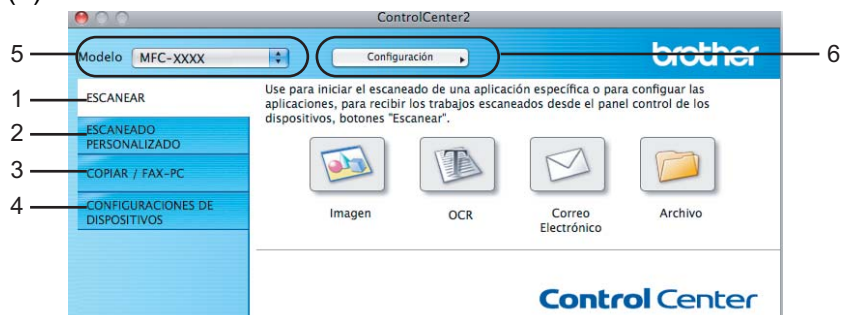 ControlCenter2
5
Modelo MFC-XXXX
Configuración
brother
6
1
ESCANEAR
2
ESCANEADO
PERSONALIZADO
3
COPIAR / FAX-PC
4
CONFIGURACIONES DE
DISPOSITIVOS
Use para iniciar el escaneado de una aplicación específica o para configuar las
aplicaciones, para recibir los trabajos escaneados desde el panel control de los
dispositivos, botones "Escanear".
Imagen
OCR
Correo
Electrónico
Archivo
Control Center